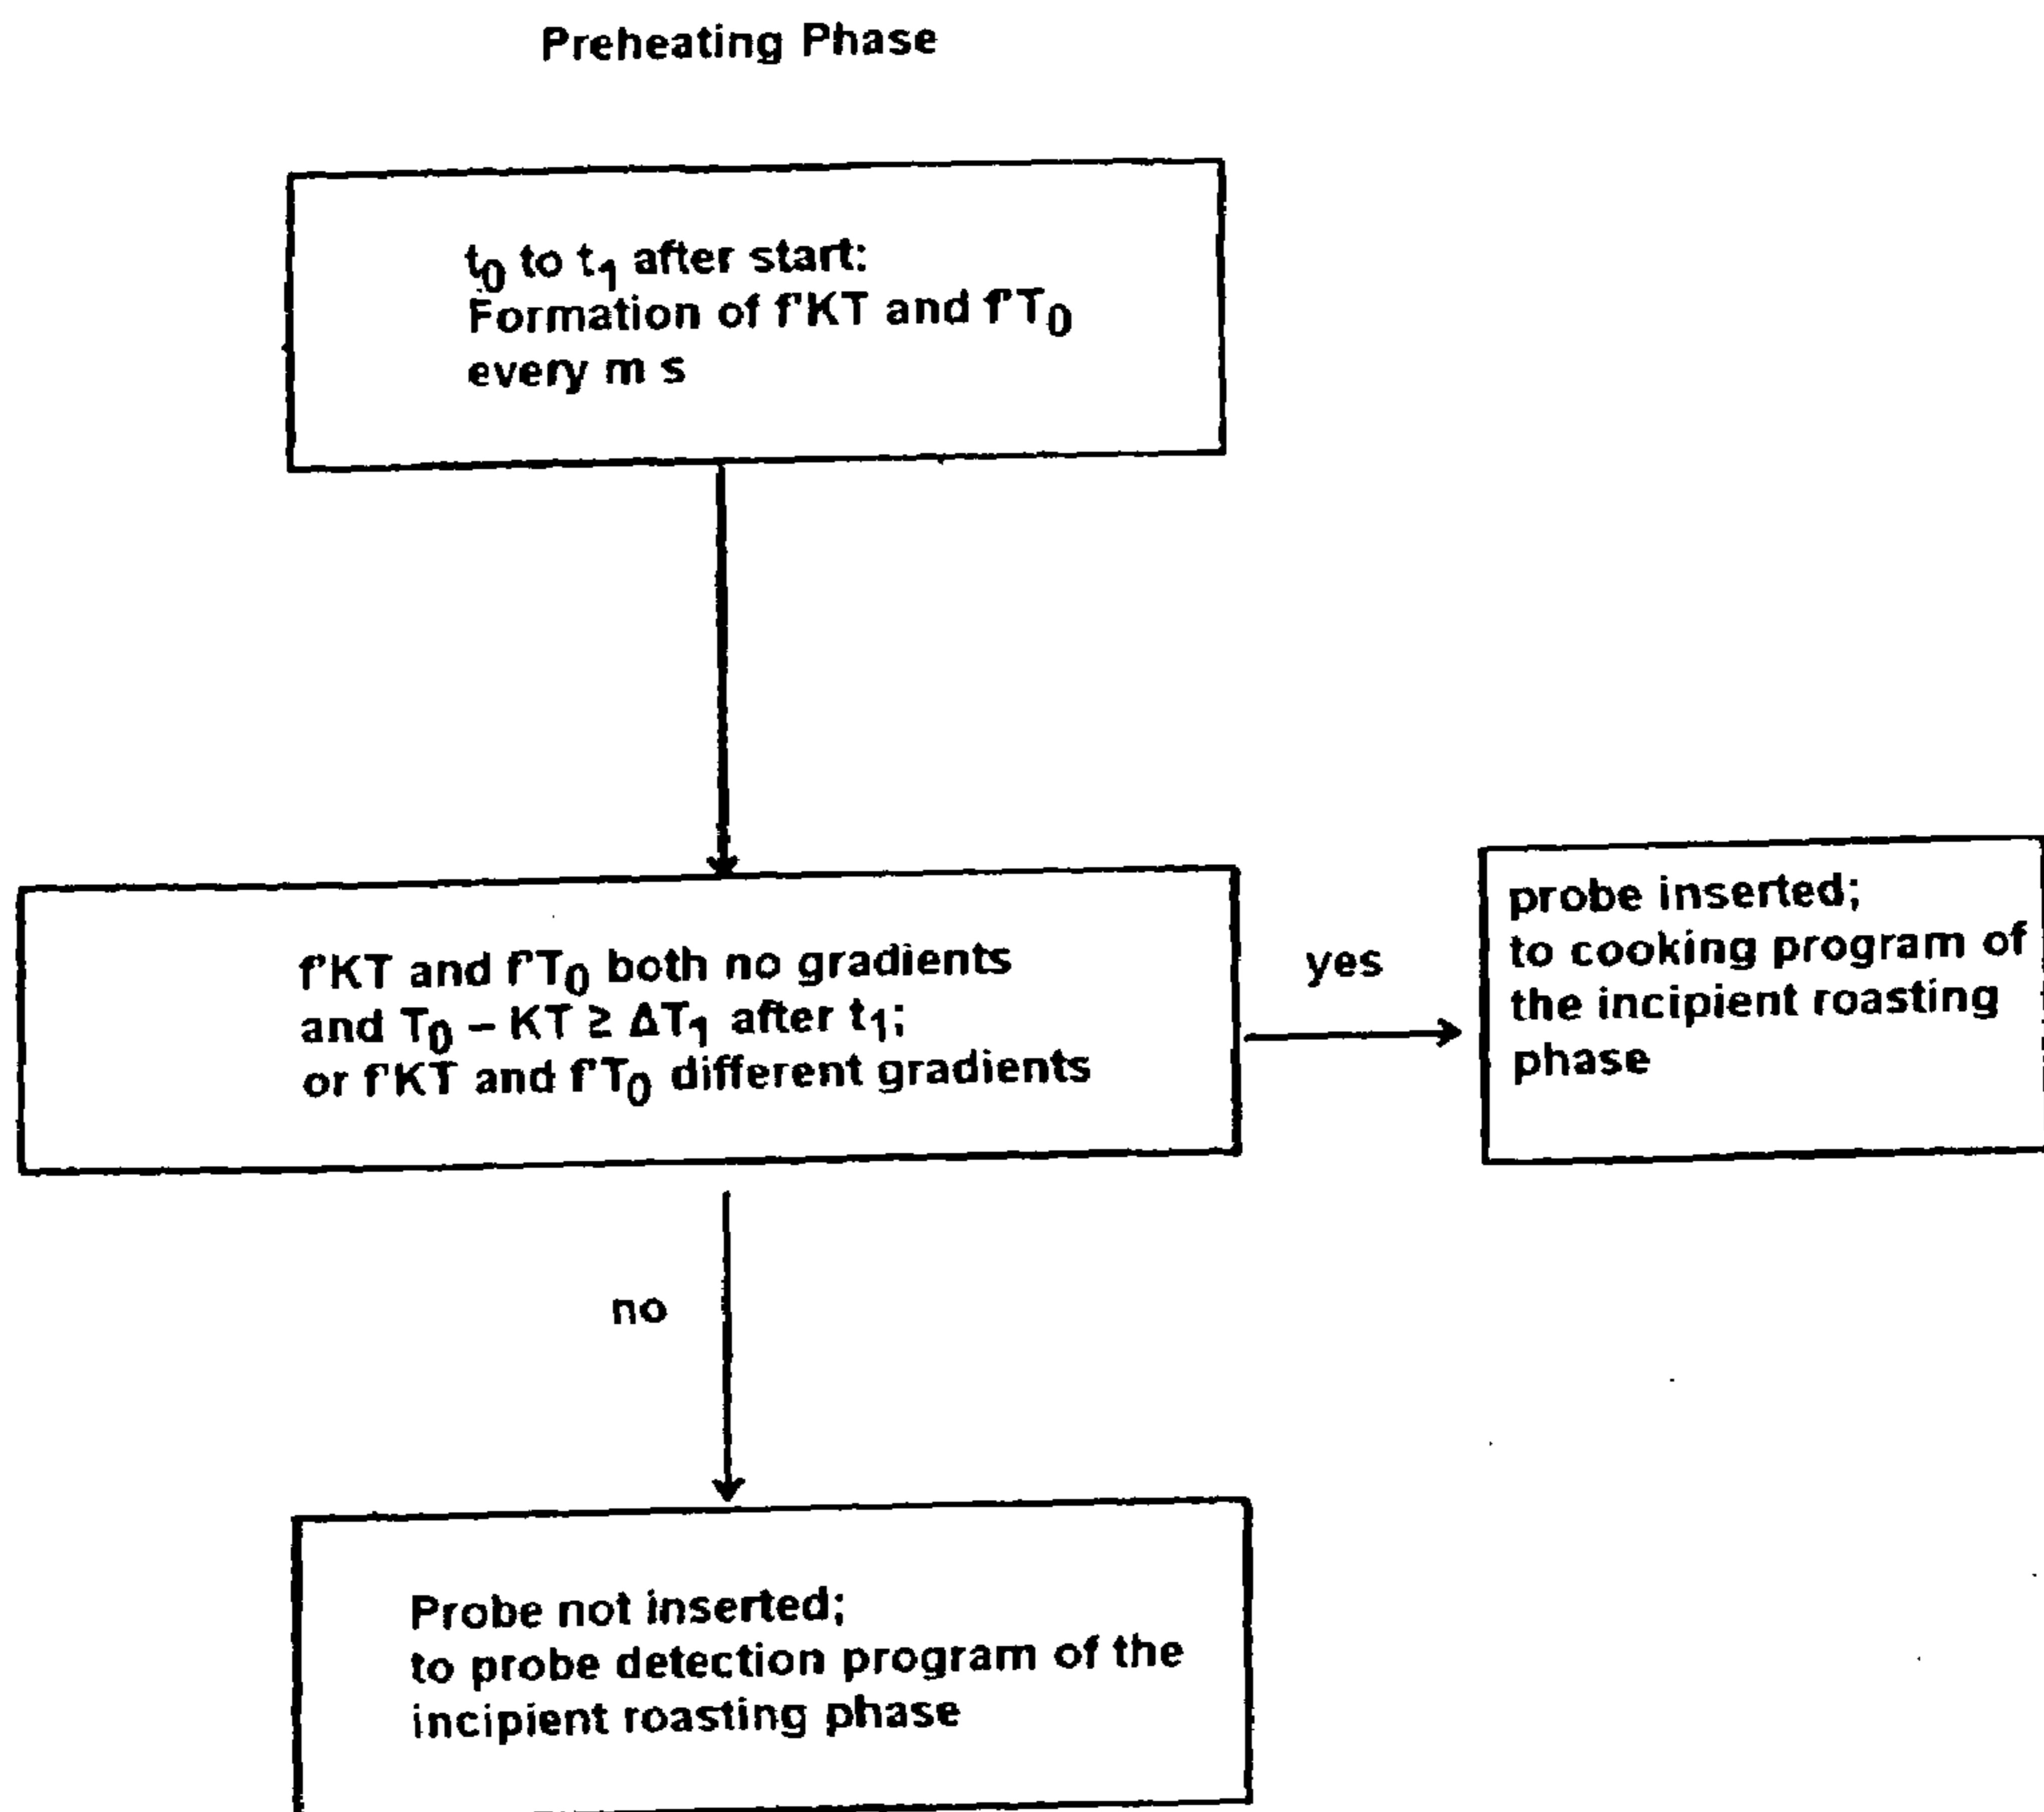 Preheating Phase
t₀ to t₁ after start:
Formation of f'KT and f'T₀
every m s
f'KT and f'T₀ both no gradients
and T₀ – KT ≥ ΔT₁ after t₁;
or f'KT and f'T₀ different gradients
yes
probe inserted;
to cooking program of
the incipient roasting
phase
no
Probe not inserted;
to probe detection program of the
incipient roasting phase